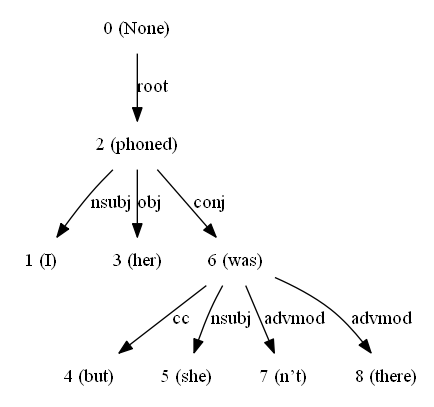 0 (None)
root
2 (phoned)
nsubj obj conj
1 (I) 3 (her) 6 (was)
cc nsubj advmod advmod
4 (but) 5 (she) 7 (n't) 8 (there)